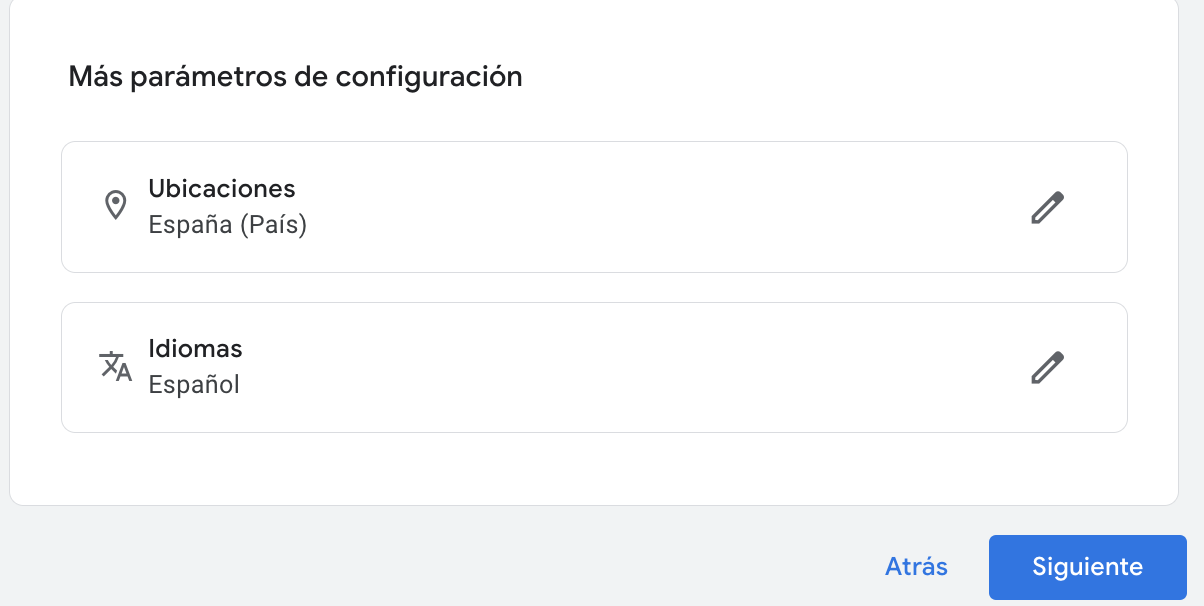 Más parámetros de configuración
Ubicaciones
España (País)
Idiomas
Español
Atrás
Siguiente